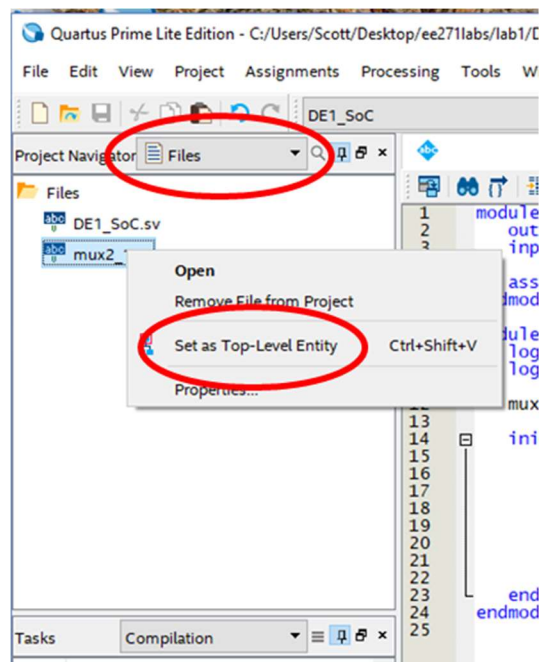 Quartus Prime Lite Edition - C:/Users/Scott/Desktop/ee271labs/lab1/D
File Edit View Project Assignments Processing Tools W
DE1_SoC
Project Navigator Files
Files
DE1_SoC.sv
mux2_
Open
Remove File from Project
Set as Top-Level Entity Ctrl+Shift+V
Properties...
1 module
2 out
3 inp
ass
dmod
dule
log
log
12 mux
13
14 ini
15
16
17
18
19
20
21
22
23 end
24 endmod
25
Tasks Compilation